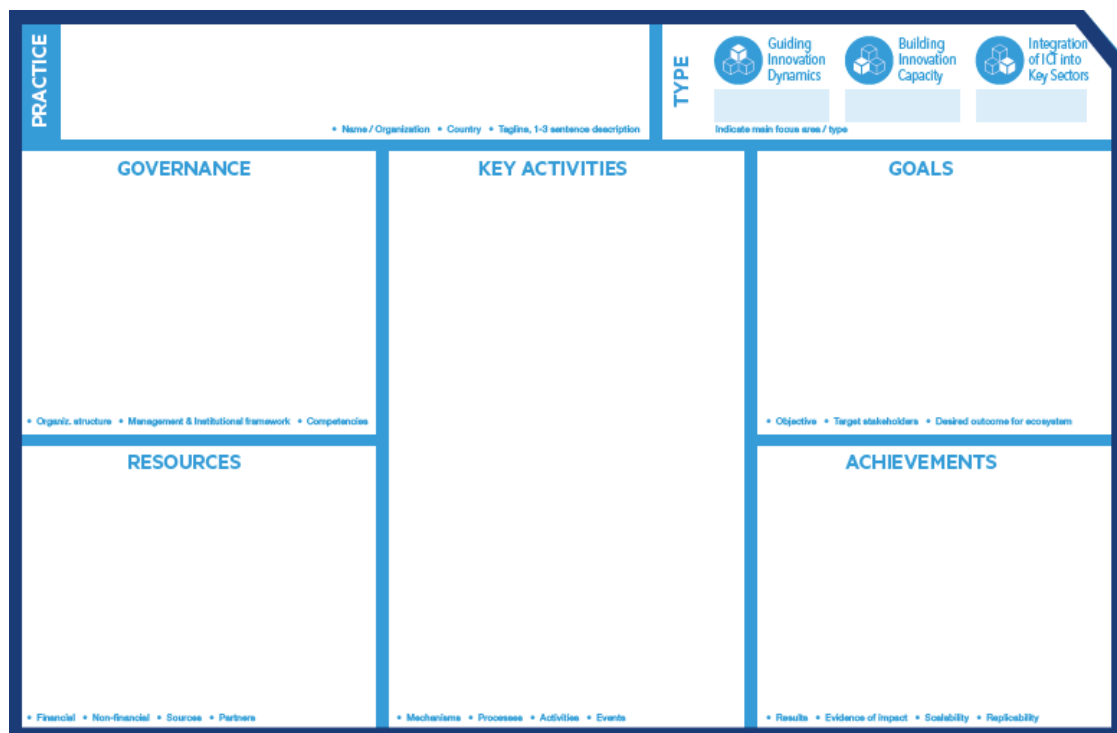 PRACTICE
• Name / Organization • Country • Tagline, 1-3 sentence description
TYPE
Guiding
Innovation
Dynamics
Building
Innovation
Capacity
Integration
of ICT into
Key Sectors
Indicate main focus area / type
GOVERNANCE
• Organiz. structure • Management & Institutional framework • Competencies
KEY ACTIVITIES
• Mechanisms • Processes • Activities • Events
GOALS
• Objective • Target stakeholders • Desired outcome for ecosystem
RESOURCES
• Financial • Non-financial • Sources • Partners
ACHIEVEMENTS
• Results • Evidence of impact • Scalability • Replicability